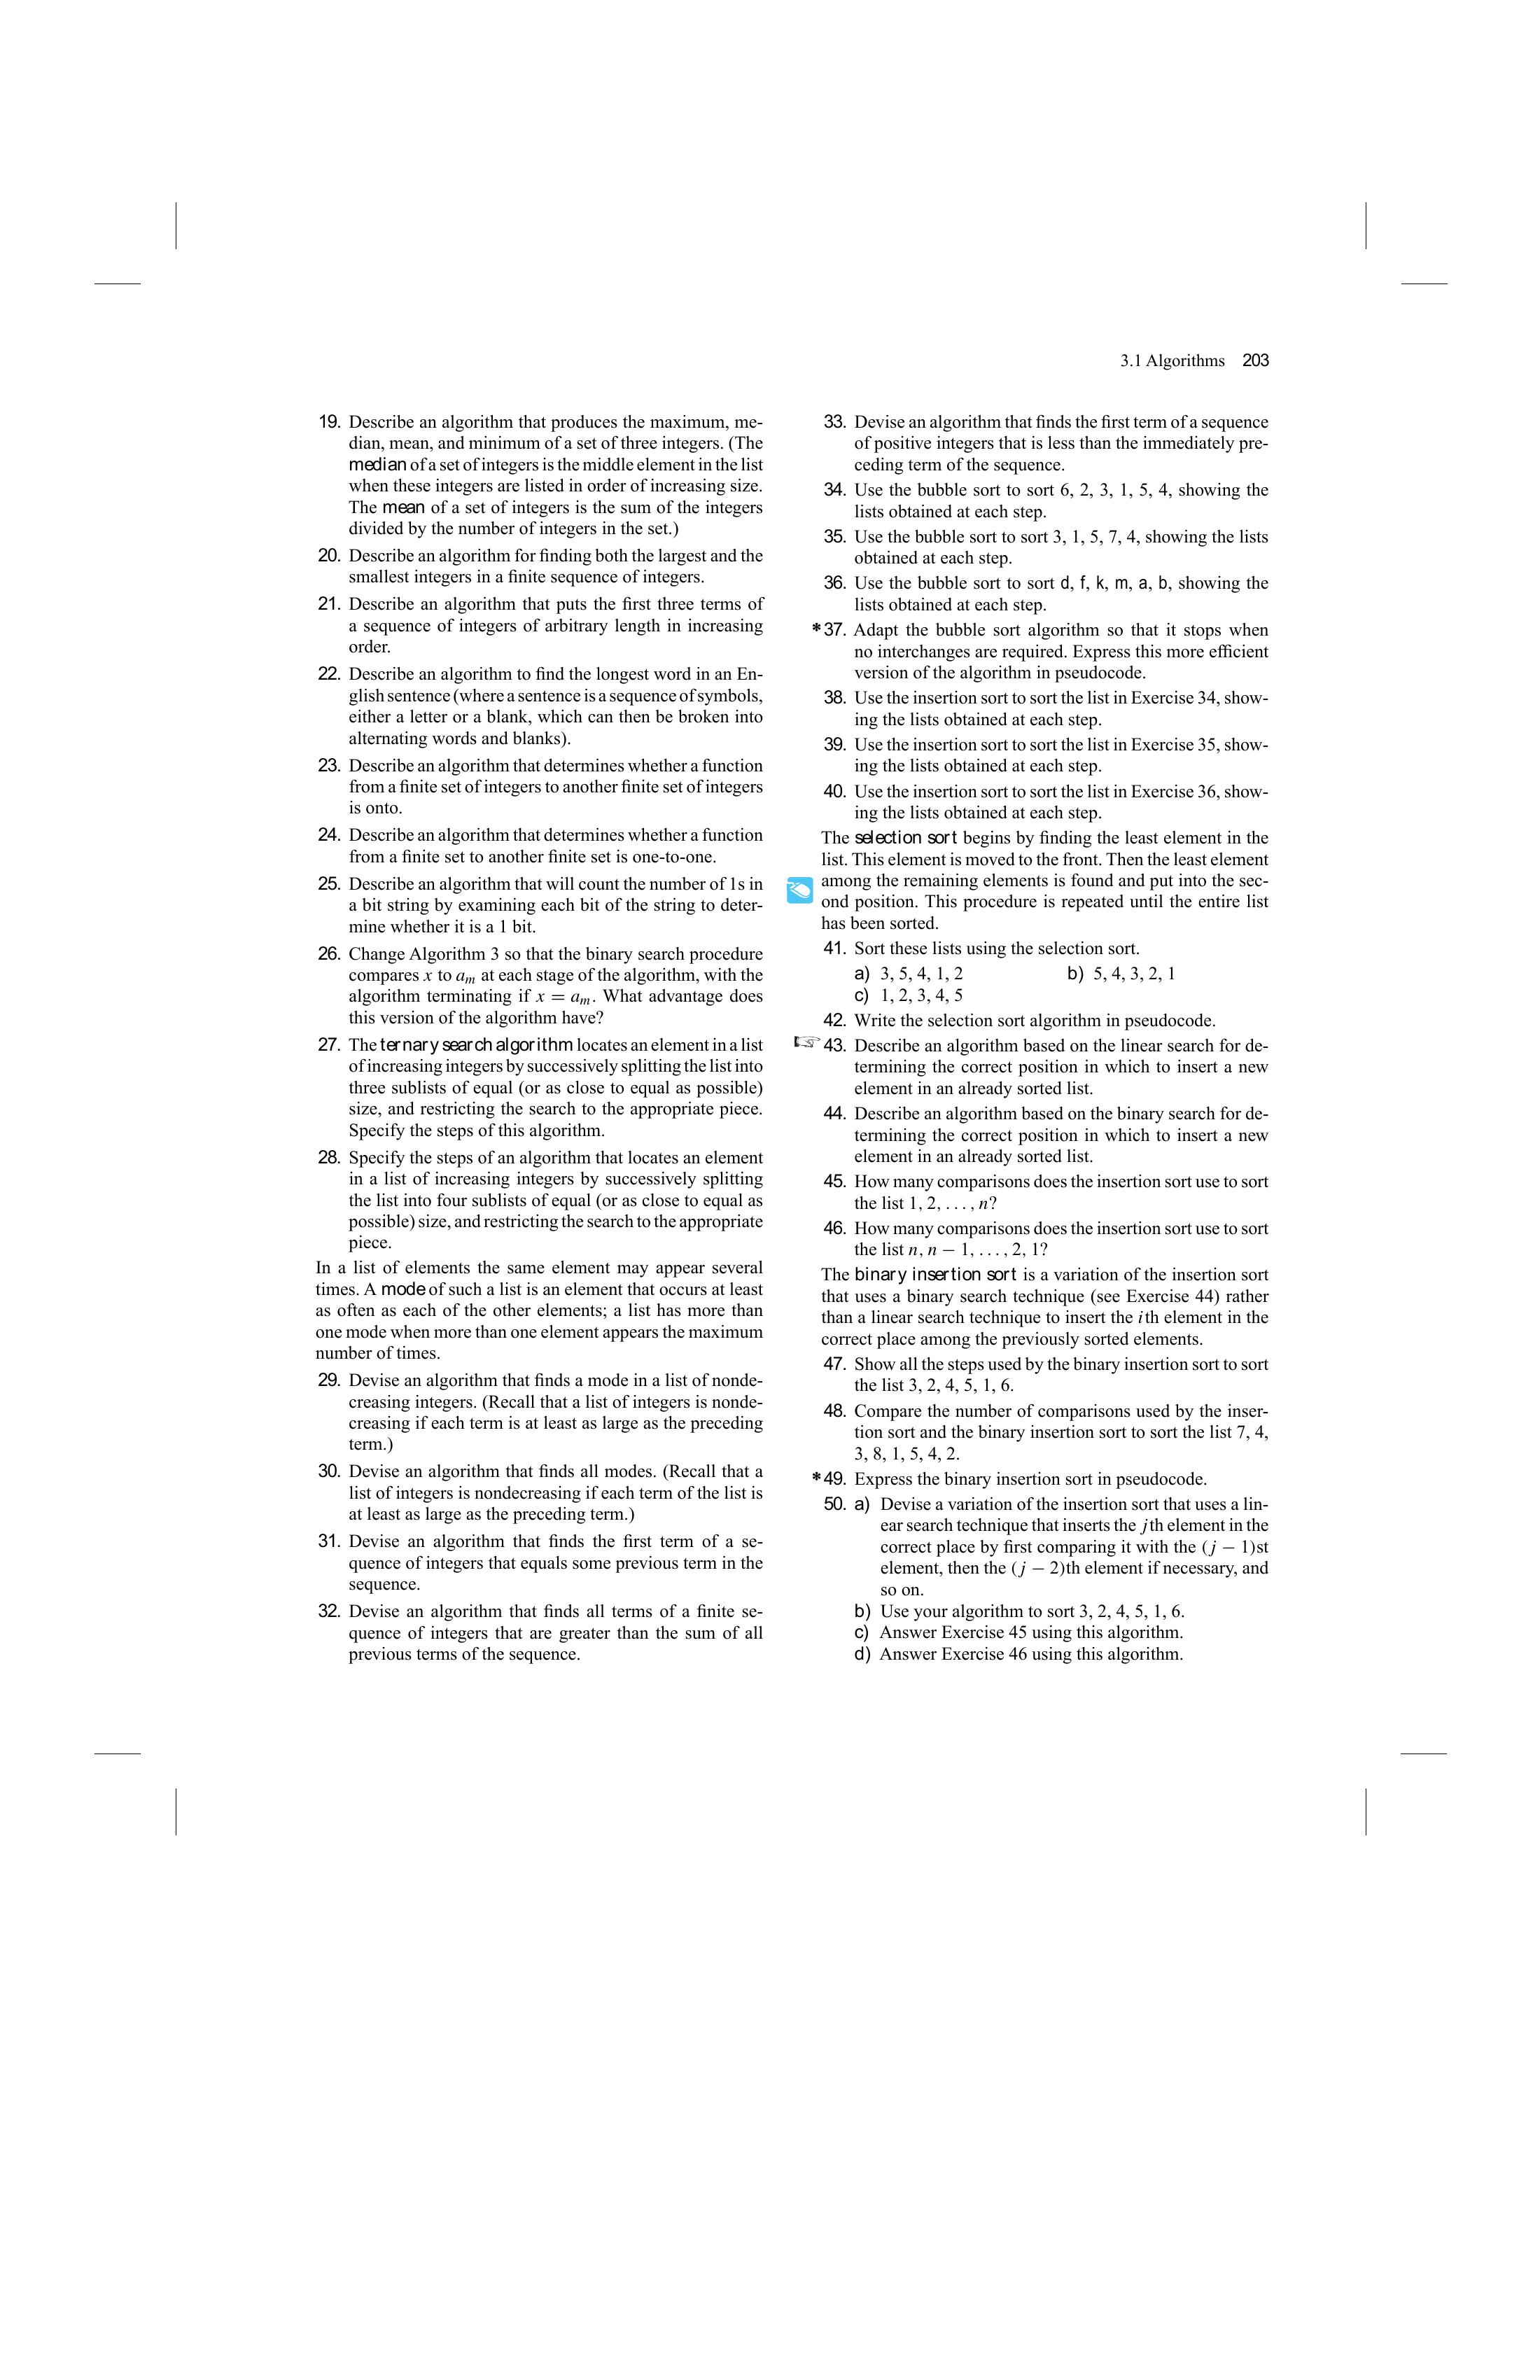 3.1 Algorithms 203
19. Describe an algorithm that produces the maximum, me-
dian, mean, and minimum of a set of three integers. (The
median of a set of integers is the middle element in the list
when these integers are listed in order of increasing size.
The mean of a set of integers is the sum of the integers
divided by the number of integers in the set.)
20. Describe an algorithm for finding both the largest and the
smallest integers in a finite sequence of integers.
21. Describe an algorithm that puts the first three terms of
a sequence of integers of arbitrary length in increasing
order.
22. Describe an algorithm to find the longest word in an En-
glish sentence (where a sentence is a sequence of symbols,
either a letter or a blank, which can then be broken into
alternating words and blanks).
23. Describe an algorithm that determines whether a function
from a finite set of integers to another finite set of integers
is onto.
24. Describe an algorithm that determines whether a function
from a finite set to another finite set is one-to-one.
25. Describe an algorithm that will count the number of 1s in
a bit string by examining each bit of the string to deter-
mine whether it is a 1 bit.
26. Change Algorithm 3 so that the binary search procedure
compares x to aₘ at each stage of the algorithm, with the
algorithm terminating if x = aₘ. What advantage does
this version of the algorithm have?
27. The ternary search algorithm locates an element in a list
of increasing integers by successively splitting the list into
three sublists of equal (or as close to equal as possible)
size, and restricting the search to the appropriate piece.
Specify the steps of this algorithm.
28. Specify the steps of an algorithm that locates an element
in a list of increasing integers by successively splitting
the list into four sublists of equal (or as close to equal as
possible) size, and restricting the search to the appropriate
piece.
In a list of elements the same element may appear several
times. A mode of such a list is an element that occurs at least
as often as each of the other elements; a list has more than
one mode when more than one element appears the maximum
number of times.
29. Devise an algorithm that finds a mode in a list of nonde-
creasing integers. (Recall that a list of integers is nonde-
creasing if each term is at least as large as the preceding
term.)
30. Devise an algorithm that finds all modes. (Recall that a
list of integers is nondecreasing if each term of the list is
at least as large as the preceding term.)
31. Devise an algorithm that finds the first term of a se-
quence of integers that equals some previous term in the
sequence.
32. Devise an algorithm that finds all terms of a finite se-
quence of integers that are greater than the sum of all
previous terms of the sequence.
33. Devise an algorithm that finds the first term of a sequence
of positive integers that is less than the immediately pre-
ceding term of the sequence.
34. Use the bubble sort to sort 6, 2, 3, 1, 5, 4, showing the
lists obtained at each step.
35. Use the bubble sort to sort 3, 1, 5, 7, 4, showing the lists
obtained at each step.
36. Use the bubble sort to sort d, f, k, m, a, b, showing the
lists obtained at each step.
*37. Adapt the bubble sort algorithm so that it stops when
no interchanges are required. Express this more efficient
version of the algorithm in pseudocode.
38. Use the insertion sort to sort the list in Exercise 34, show-
ing the lists obtained at each step.
39. Use the insertion sort to sort the list in Exercise 35, show-
ing the lists obtained at each step.
40. Use the insertion sort to sort the list in Exercise 36, show-
ing the lists obtained at each step.
The selection sort begins by finding the least element in the
list. This element is moved to the front. Then the least element
among the remaining elements is found and put into the sec-
ond position. This procedure is repeated until the entire list
has been sorted.
41. Sort these lists using the selection sort.
a) 3, 5, 4, 1, 2 b) 5, 4, 3, 2, 1
c) 1, 2, 3, 4, 5
42. Write the selection sort algorithm in pseudocode.
☞ 43. Describe an algorithm based on the linear search for de-
termining the correct position in which to insert a new
element in an already sorted list.
44. Describe an algorithm based on the binary search for de-
termining the correct position in which to insert a new
element in an already sorted list.
45. How many comparisons does the insertion sort use to sort
the list 1, 2, . . . , n?
46. How many comparisons does the insertion sort use to sort
the list n, n − 1, . . . , 2, 1?
The binary insertion sort is a variation of the insertion sort
that uses a binary search technique (see Exercise 44) rather
than a linear search technique to insert the ith element in the
correct place among the previously sorted elements.
47. Show all the steps used by the binary insertion sort to sort
the list 3, 2, 4, 5, 1, 6.
48. Compare the number of comparisons used by the inser-
tion sort and the binary insertion sort to sort the list 7, 4,
3, 8, 1, 5, 4, 2.
*49. Express the binary insertion sort in pseudocode.
50. a) Devise a variation of the insertion sort that uses a lin-
ear search technique that inserts the jth element in the
correct place by first comparing it with the (j − 1)st
element, then the (j − 2)th element if necessary, and
so on.
b) Use your algorithm to sort 3, 2, 4, 5, 1, 6.
c) Answer Exercise 45 using this algorithm.
d) Answer Exercise 46 using this algorithm.